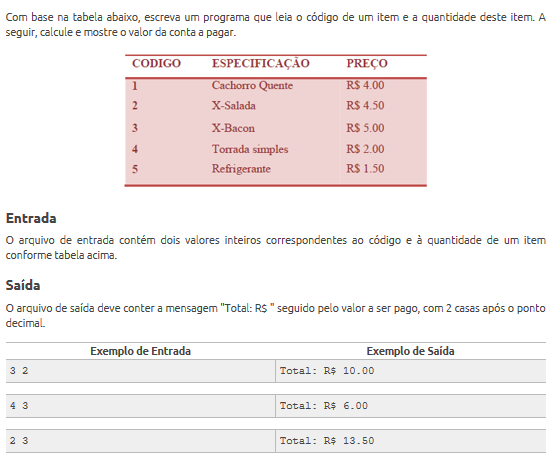 Com base na tabela abaixo, escreva um programa que leia o código de um item e a quantidade deste item. A
seguir, calcule e mostre o valor da conta a pagar.
CODIGO ESPECIFICAÇÃO PREÇO
1 Cachorro Quente R$ 4.00
2 X-Salada R$ 4.50
3 X-Bacon R$ 5.00
4 Torrada simples R$ 2.00
5 Refrigerante R$ 1.50
Entrada
O arquivo de entrada contém dois valores inteiros correspondentes ao código e à quantidade de um item
conforme tabela acima.
Saída
O arquivo de saída deve conter a mensagem "Total: R$ " seguido pelo valor a ser pago, com 2 casas após o ponto
decimal.
Exemplo de Entrada Exemplo de Saída
3 2 Total: R$ 10.00
4 3 Total: R$ 6.00
2 3 Total: R$ 13.50